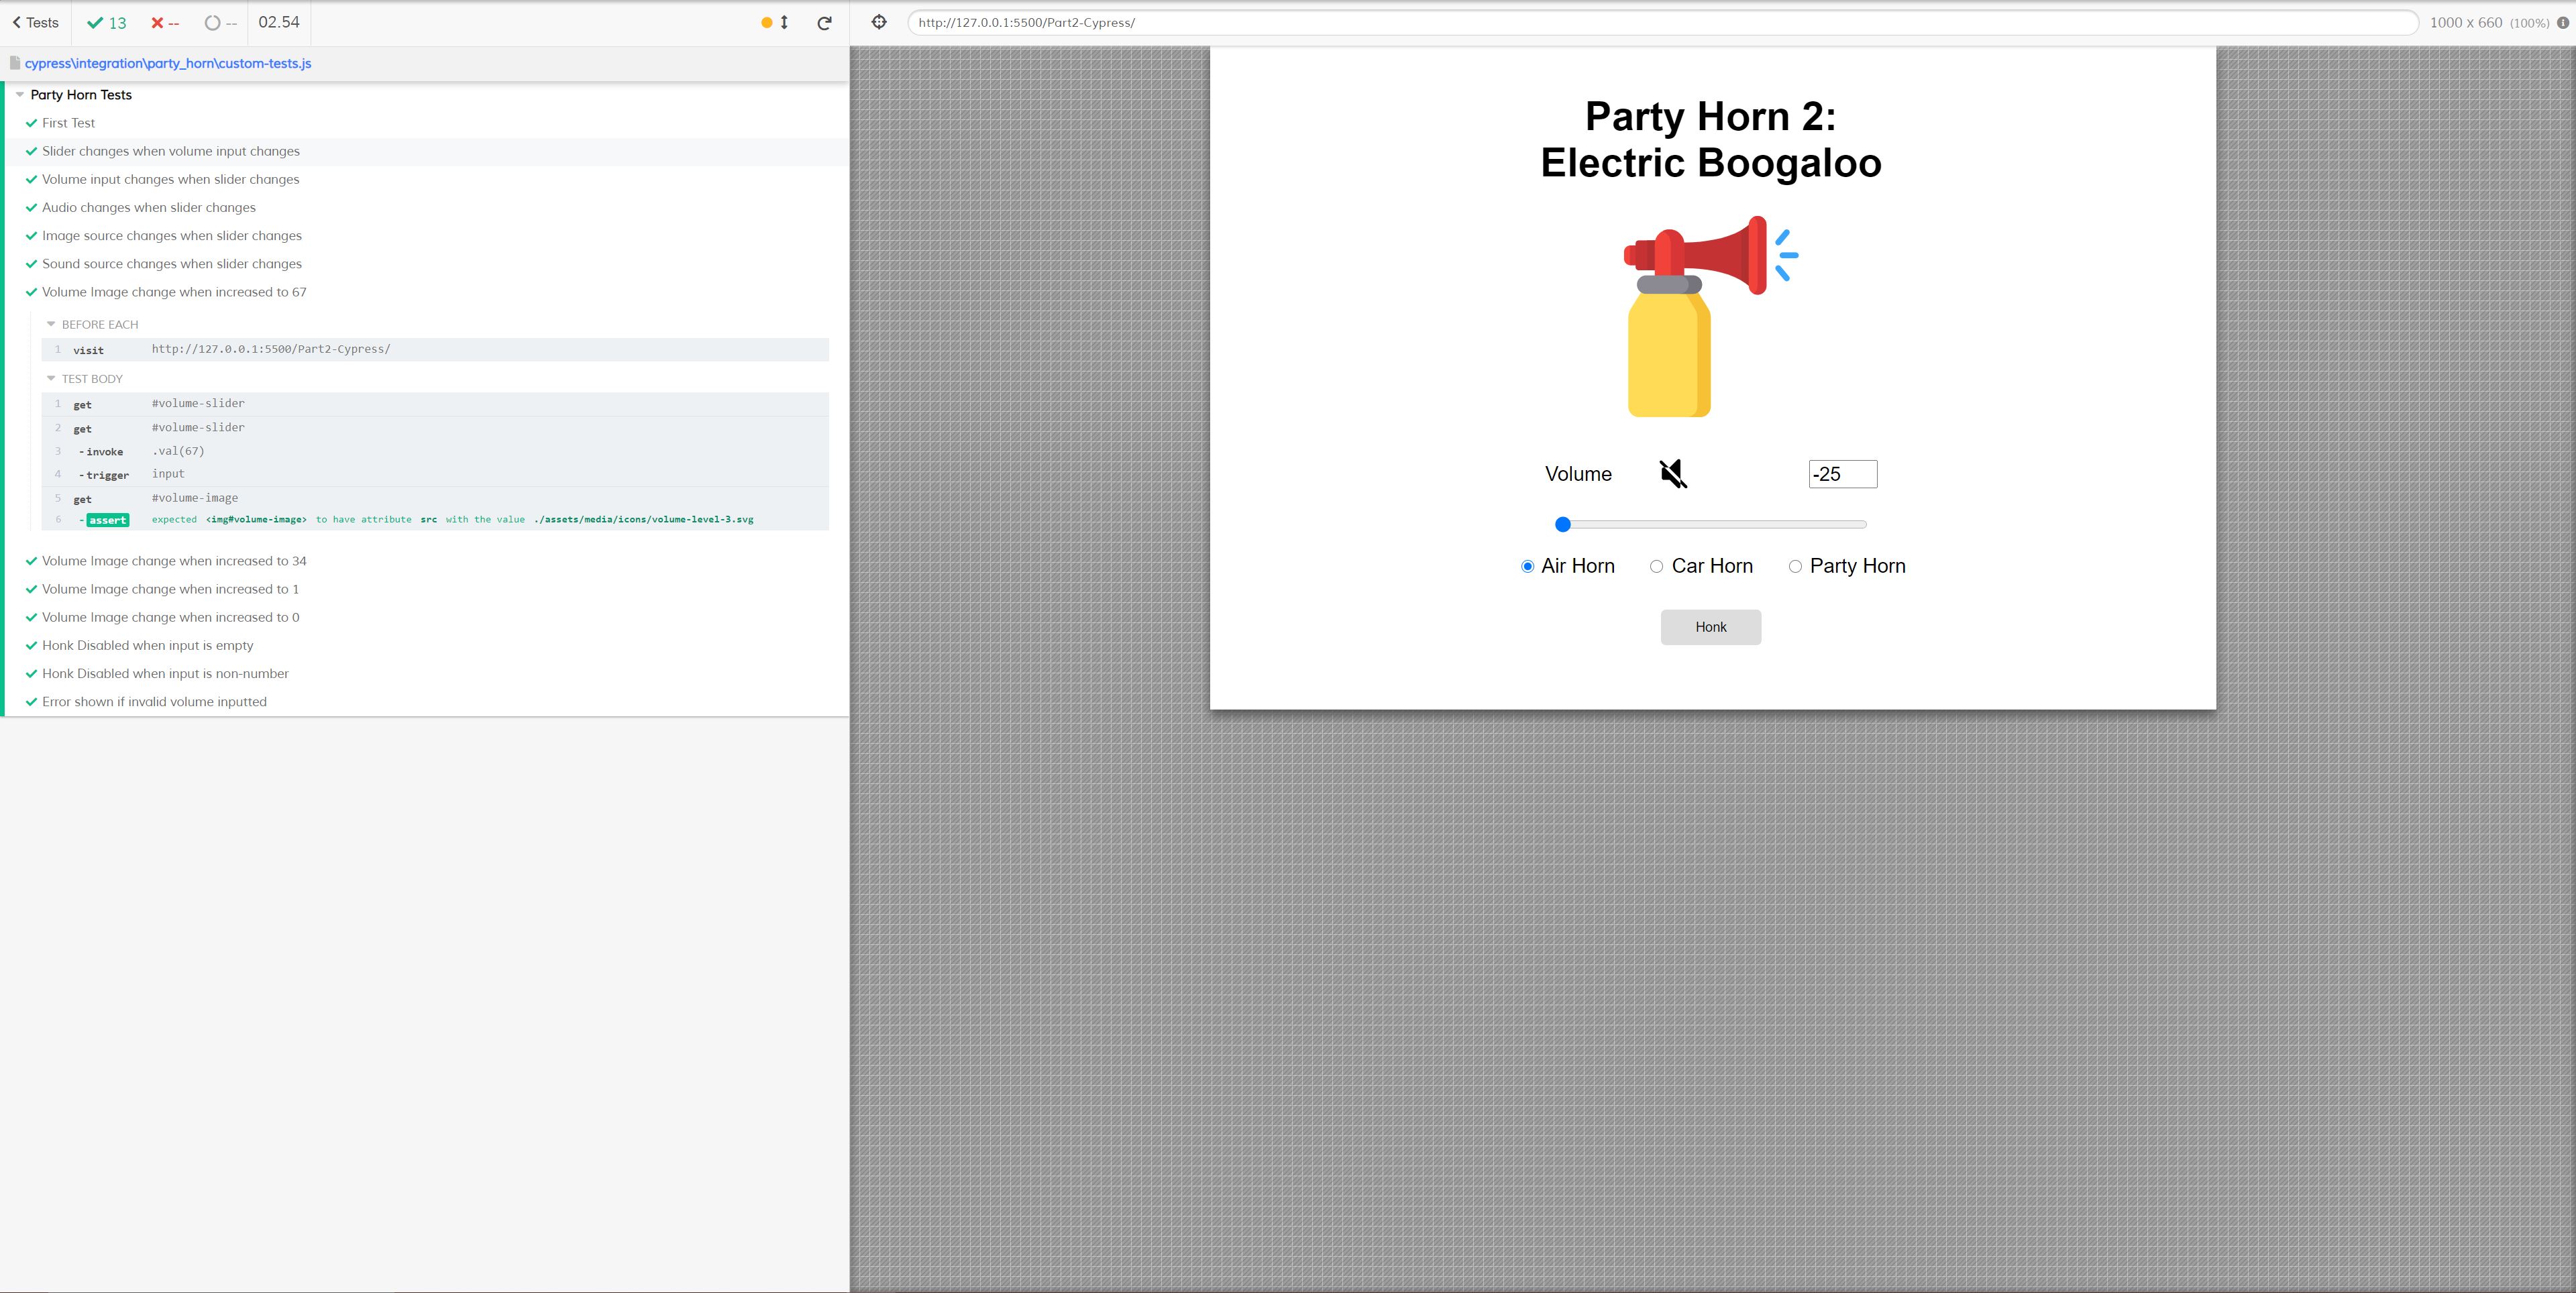 Tests 13 -- -- 02.54
cypress\integration\party_horn\custom-tests.js
Party Horn Tests
First Test
Slider changes when volume input changes
Volume input changes when slider changes
Audio changes when slider changes
Image source changes when slider changes
Sound source changes when slider changes
Volume Image change when increased to 67
BEFORE EACH
1 visit http://127.0.0.1:5500/Part2-Cypress/
TEST BODY
1 get #volume-slider
2 get #volume-slider
3 -invoke .val(67)
4 -trigger input
5 get #volume-image
6 -assert expected <img#volume-image> to have attribute src with the value ./assets/media/icons/volume-level-3.svg
Volume Image change when increased to 34
Volume Image change when increased to 1
Volume Image change when increased to 0
Honk Disabled when input is empty
Honk Disabled when input is non-number
Error shown if invalid volume inputted
http://127.0.0.1:5500/Part2-Cypress/ 1000 x 660 (100%)
Party Horn 2:
Electric Boogaloo
Volume -25
Air Horn Car Horn Party Horn
Honk